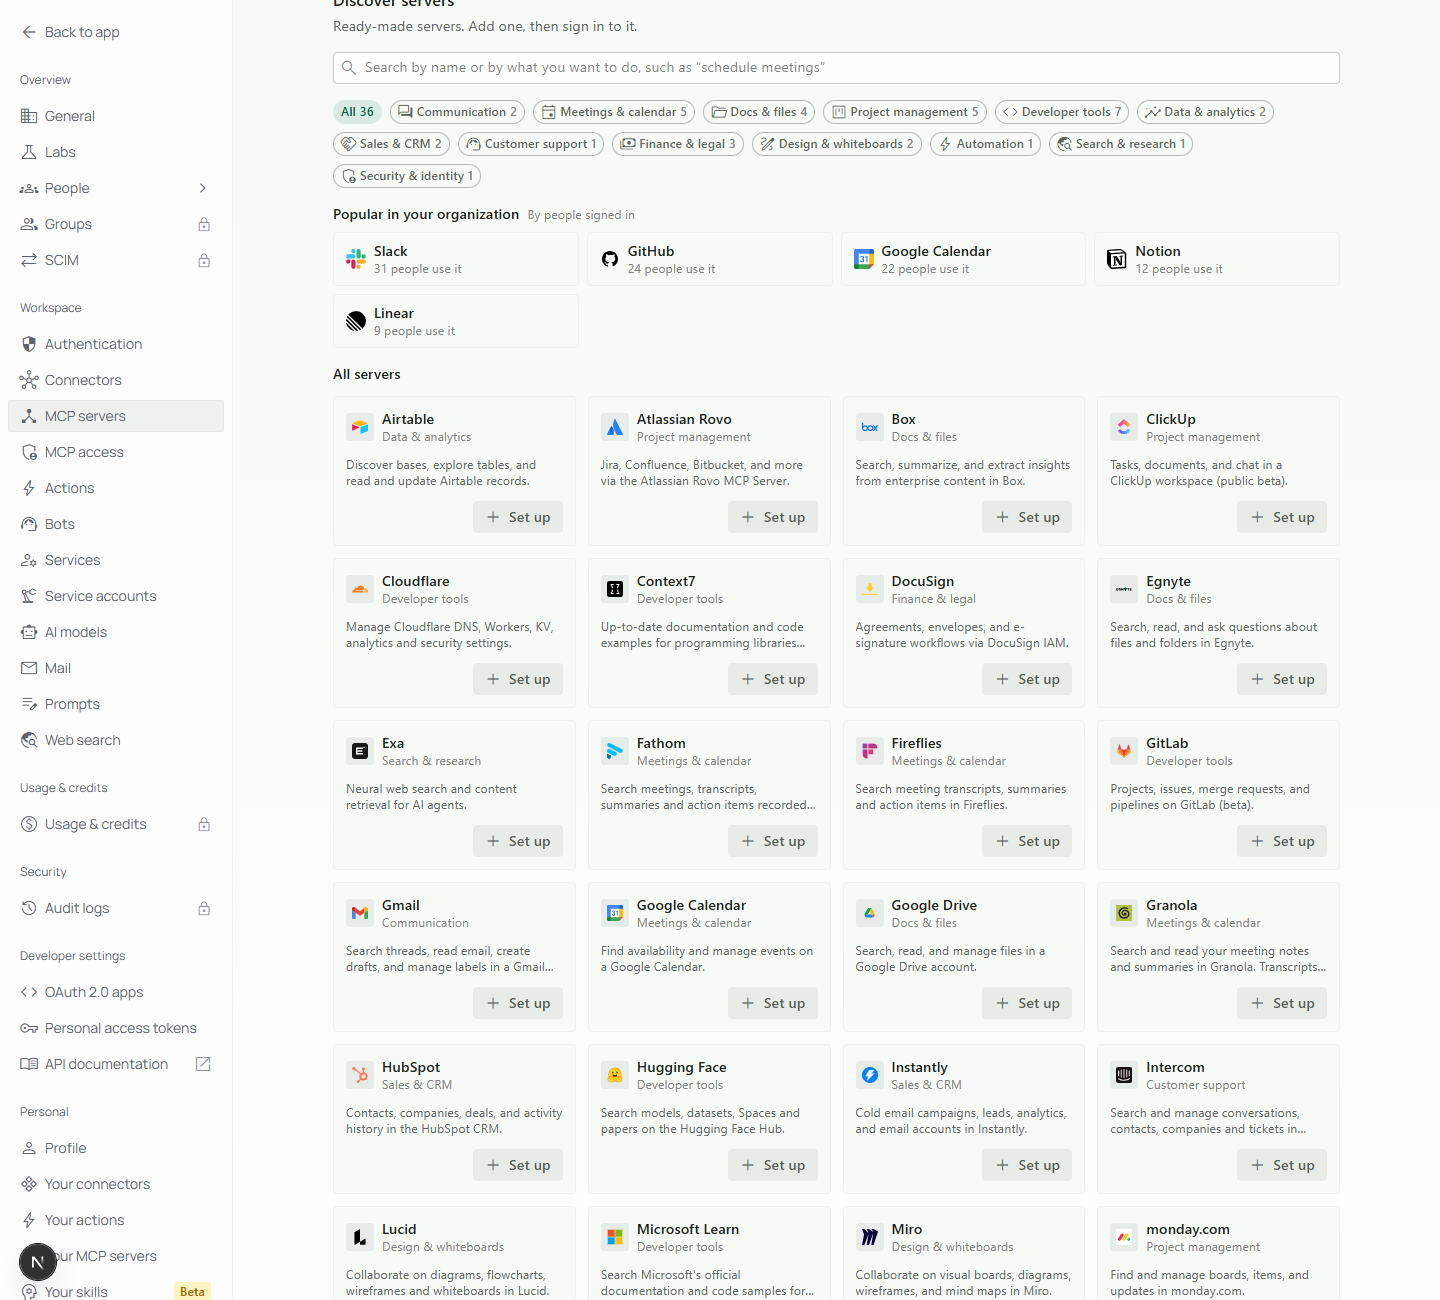 Back to app
Overview
General
Labs
People
Groups
SCIM
Workspace
Authentication
Connectors
MCP servers
MCP access
Actions
Bots
Services
Service accounts
AI models
Mail
Prompts
Web search
Usage & credits
Usage & credits
Security
Audit logs
Developer settings
OAuth 2.0 apps
Personal access tokens
API documentation
Personal
Profile
Your connectors
Your actions
our MCP servers
N
Your skills Beta
Discover servers
Ready-made servers. Add one, then sign in to it.
Search by name or by what you want to do, such as “schedule meetings”
All 36 Communication 2 Meetings & calendar 5 Docs & files 4 Project management 5 Developer tools 7 Data & analytics 2
Sales & CRM 2 Customer support 1 Finance & legal 3 Design & whiteboards 2 Automation 1 Search & research 1
Security & identity 1
Popular in your organization By people signed in
Slack
31 people use it
GitHub
24 people use it
31
Google Calendar
22 people use it
Notion
12 people use it
Linear
9 people use it
All servers
Airtable
Data & analytics
Discover bases, explore tables, and
read and update Airtable records.
Set up
Atlassian Rovo
Project management
Jira, Confluence, Bitbucket, and more
via the Atlassian Rovo MCP Server.
Set up
box
Box
Docs & files
Search, summarize, and extract insights
from enterprise content in Box.
Set up
ClickUp
Project management
Tasks, documents, and chat in a
ClickUp workspace (public beta).
Set up
Cloudflare
Developer tools
Manage Cloudflare DNS, Workers, KV,
analytics and security settings.
Set up
Context7
Developer tools
Up-to-date documentation and code
examples for programming libraries...
Set up
DocuSign
Finance & legal
Agreements, envelopes, and e-
signature workflows via DocuSign IAM.
Set up
Egnyte
Docs & files
Search, read, and ask questions about
files and folders in Egnyte.
Set up
Exa
Search & research
Neural web search and content
retrieval for AI agents.
Set up
Fathom
Meetings & calendar
Search meetings, transcripts,
summaries and action items recorded...
Set up
Fireflies
Meetings & calendar
Search meeting transcripts, summaries
and action items in Fireflies.
Set up
GitLab
Developer tools
Projects, issues, merge requests, and
pipelines on GitLab (beta).
Set up
Gmail
Communication
Search threads, read email, create
drafts, and manage labels in a Gmail...
Set up
31
Google Calendar
Meetings & calendar
Find availability and manage events on
a Google Calendar.
Set up
Google Drive
Docs & files
Search, read, and manage files in a
Google Drive account.
Set up
Granola
Meetings & calendar
Search and read your meeting notes
and summaries in Granola. Transcripts...
Set up
HubSpot
Sales & CRM
Contacts, companies, deals, and activity
history in the HubSpot CRM.
Set up
Hugging Face
Developer tools
Search models, datasets, Spaces and
papers on the Hugging Face Hub.
Set up
Instantly
Sales & CRM
Cold email campaigns, leads, analytics,
and email accounts in Instantly.
Set up
Intercom
Customer support
Search and manage conversations,
contacts, companies and tickets in...
Set up
Lucid
Design & whiteboards
Collaborate on diagrams, flowcharts,
wireframes and whiteboards in Lucid.
Microsoft Learn
Developer tools
Search Microsoft's official
documentation and code samples for...
Miro
Design & whiteboards
Collaborate on visual boards, diagrams,
wireframes, and mind maps in Miro.
monday.com
Project management
Find and manage boards, items, and
updates in monday.com.